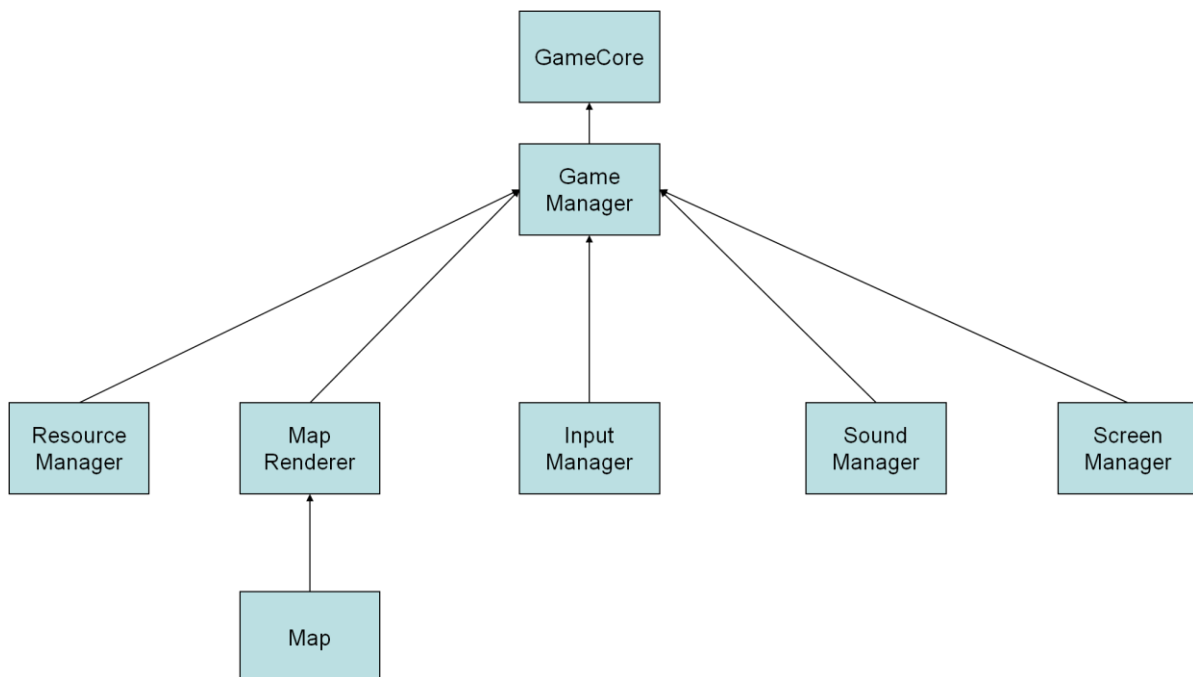 GameCore
Game
Manager
Resource
Manager
Map
Renderer
Input
Manager
Sound
Manager
Screen
Manager
Map